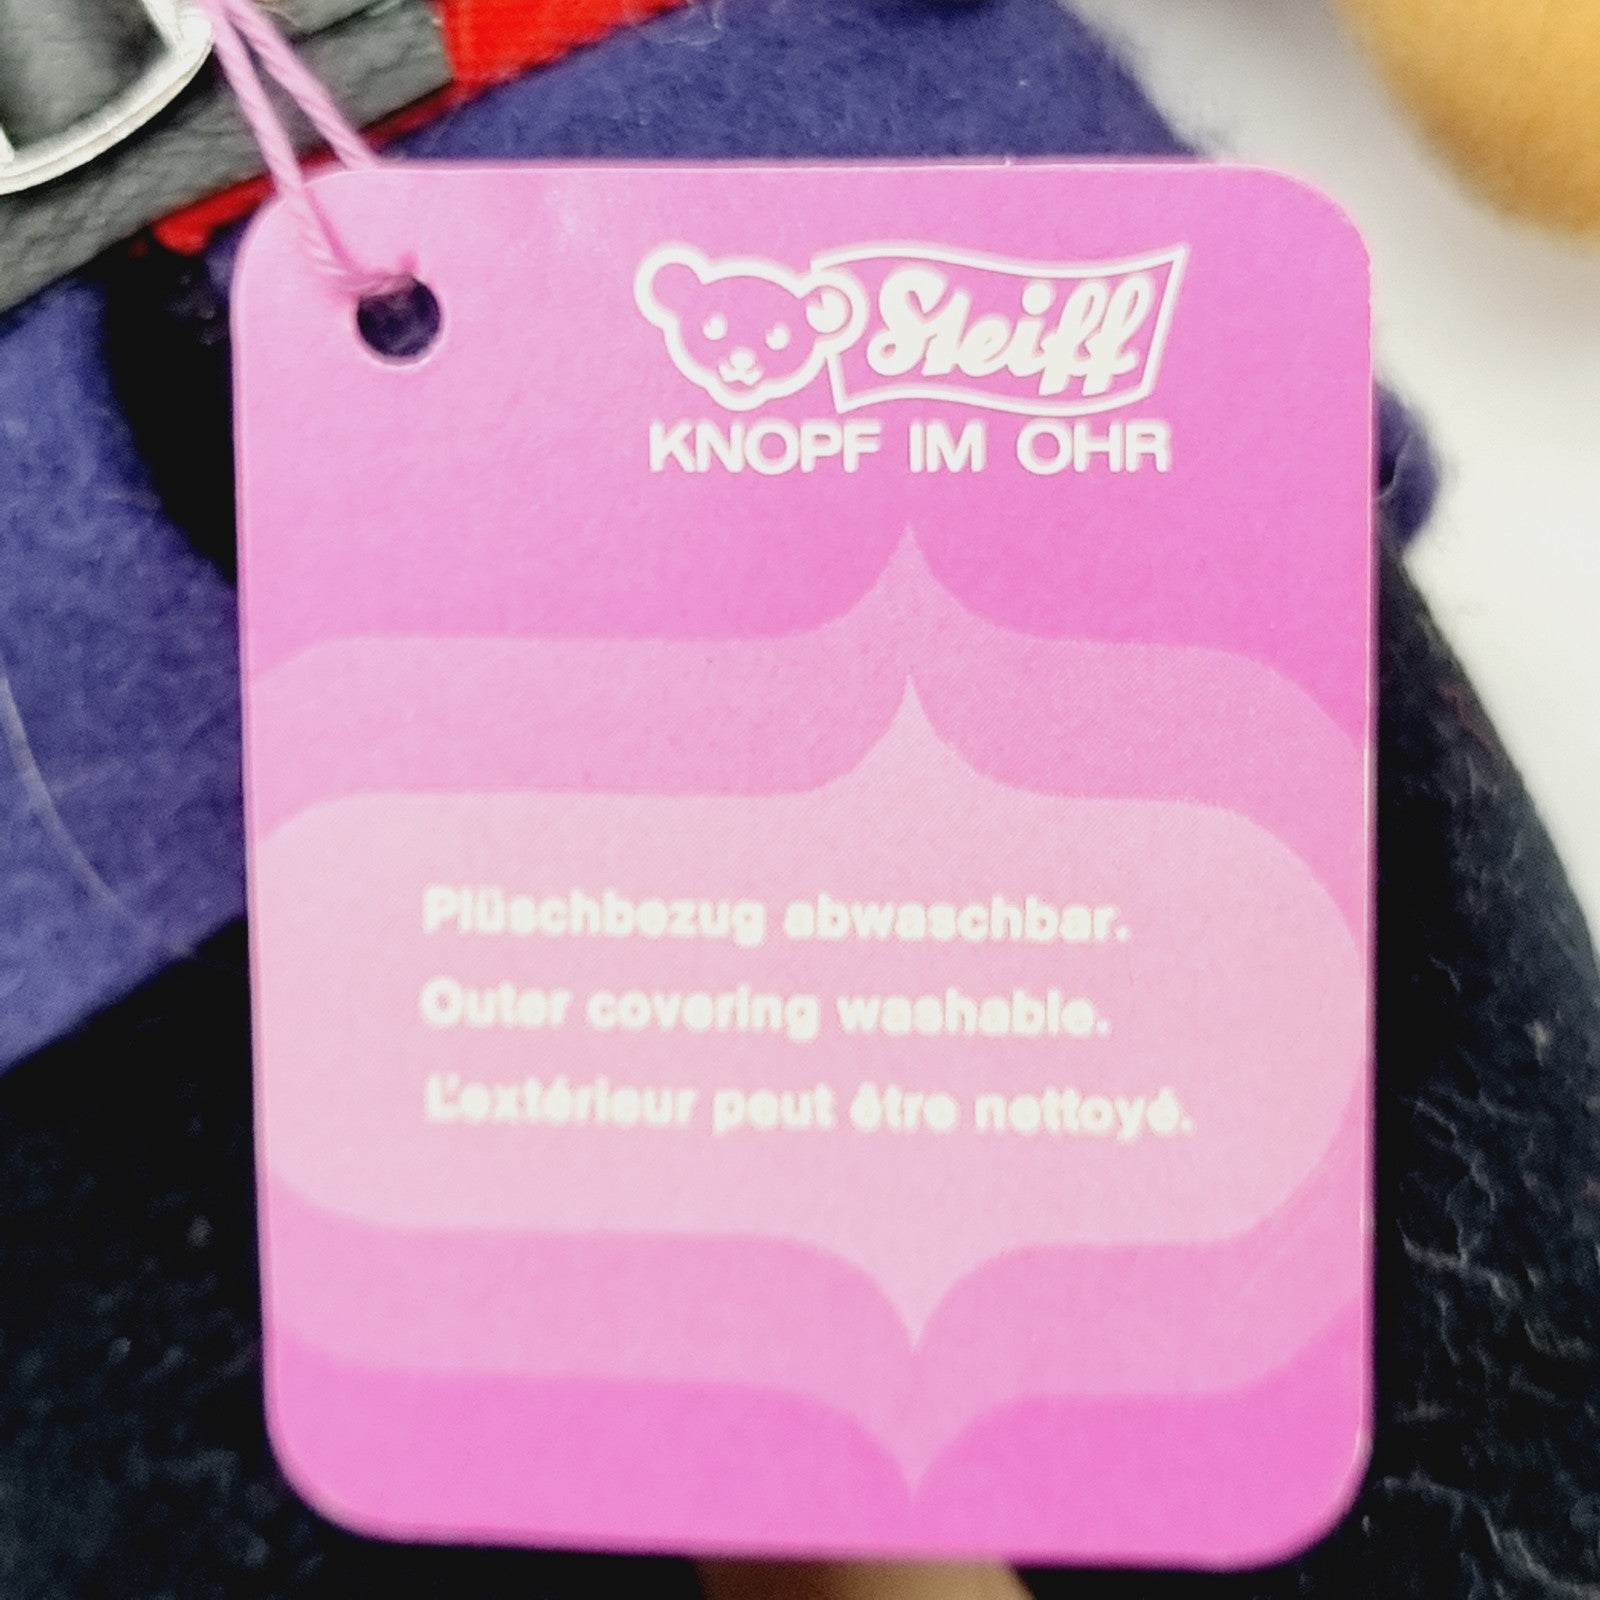 Steiff
KNOPF IM OHR
Plüschbezug abwaschbar.
Outer covering washable.
L'extérieur peut être nettoyé.